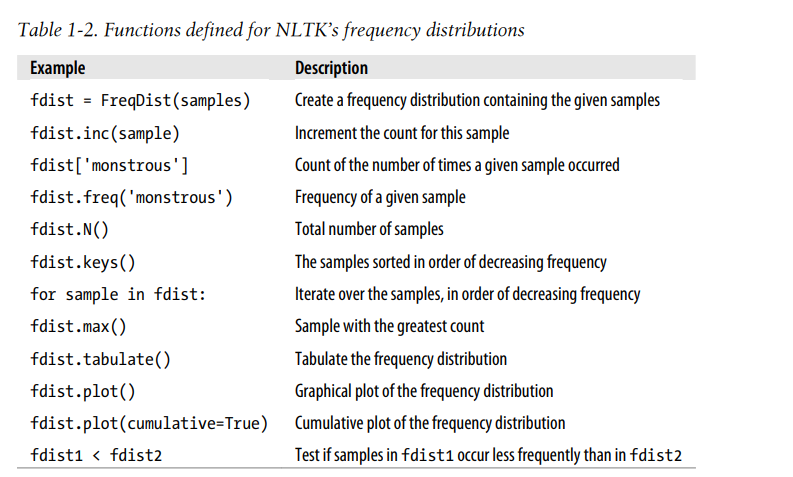 Table 1-2. Functions defined for NLTK's frequency distributions
Example Description
fdist = FreqDist(samples) Create a frequency distribution containing the given samples
fdist.inc(sample) Increment the count for this sample
fdist['monstrous'] Count of the number of times a given sample occurred
fdist.freq('monstrous') Frequency of a given sample
fdist.N() Total number of samples
fdist.keys() The samples sorted in order of decreasing frequency
for sample in fdist: Iterate over the samples, in order of decreasing frequency
fdist.max() Sample with the greatest count
fdist.tabulate() Tabulate the frequency distribution
fdist.plot() Graphical plot of the frequency distribution
fdist.plot(cumulative=True) Cumulative plot of the frequency distribution
fdist1 < fdist2 Test if samples in fdist1 occur less frequently than in fdist2